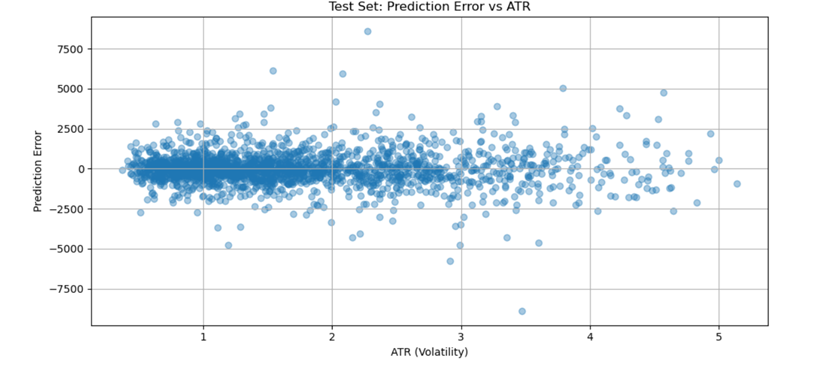 Test Set: Prediction Error vs ATR
7500
5000
2500
0
−2500
−5000
−7500
Prediction Error
1 2 3 4 5
ATR (Volatility)